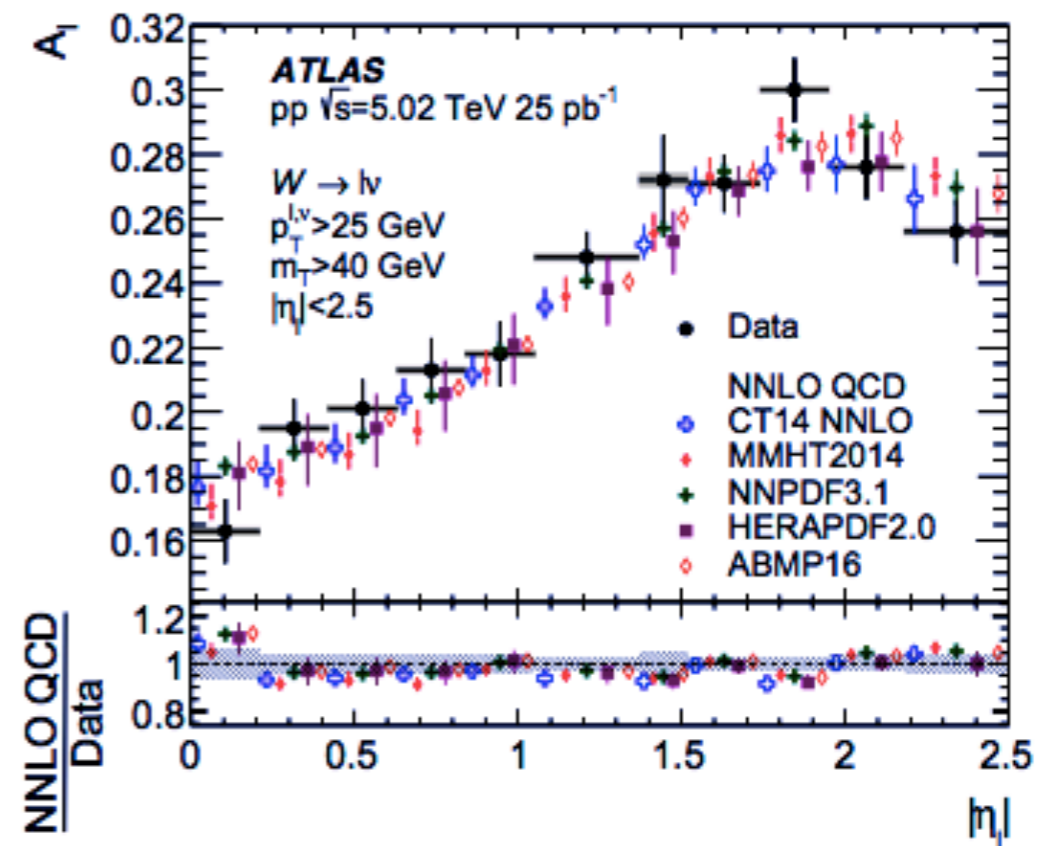 A_l
0.32
0.3
0.28
0.26
0.24
0.22
0.2
0.18
0.16
ATLAS
pp √s=5.02 TeV 25 pb⁻¹
W → lν
p_T^{l,ν}>25 GeV
m_T>40 GeV
|η_l|<2.5
Data
NNLO QCD
CT14 NNLO
MMHT2014
NNPDF3.1
HERAPDF2.0
ABMP16
NNLO QCD
Data
1.2
1
0.8
0
0.5
1
1.5
2
2.5
|η_l|